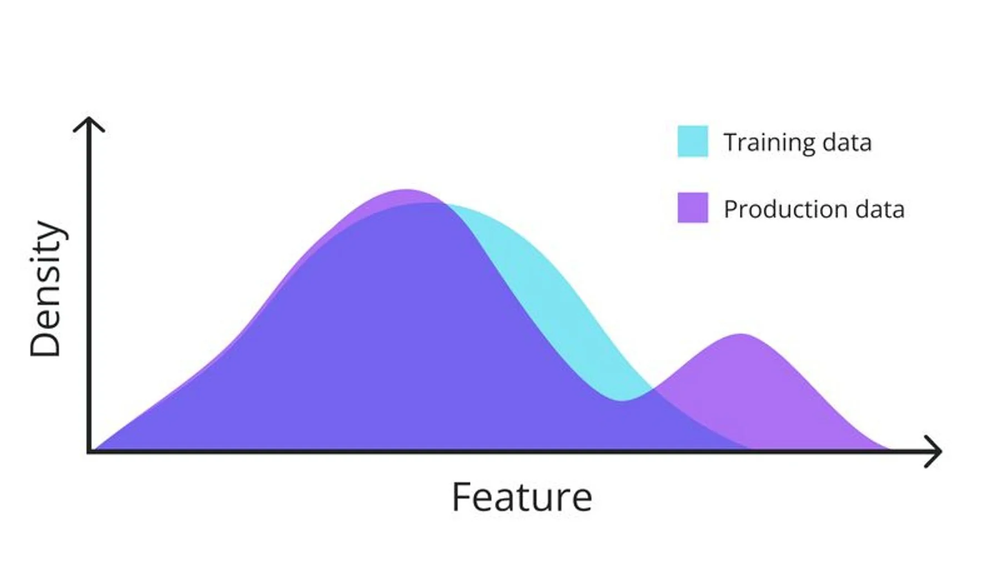 Training data
Production data
Density
Feature